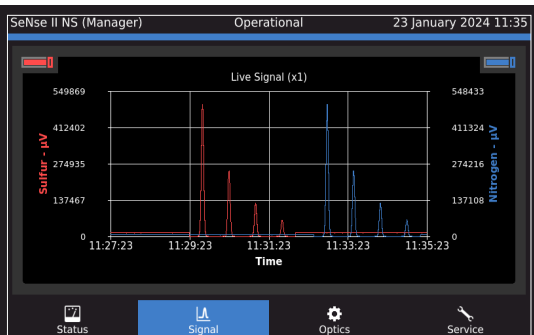 SeNse II NS (Manager) Operational 23 January 2024 11:35
Live Signal (x1)
549869 548433
412402 411324
274935 274216
137467 137108
0 0
Sulfur - µV
Nitrogen - µV
11:27:23 11:29:23 11:31:23 11:33:23 11:35:23
Time
Status Signal Optics Service